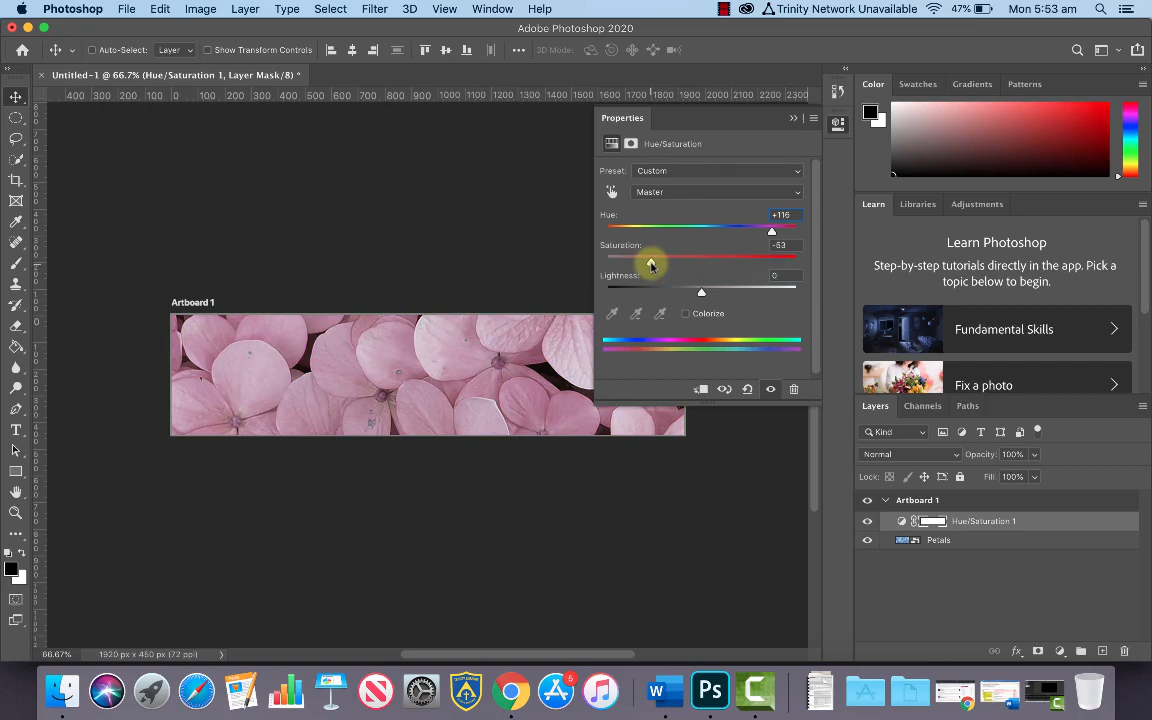 Photoshop File Edit Image Layer Type Select Filter 3D View Window Help Trinity Network Unavailable 47% Mon 5:53 am
Adobe Photoshop 2020
Auto-Select: Layer Show Transform Controls 3D Mode:
Untitled-1 @ 66.7% (Hue/Saturation 1, Layer Mask/8) *
400 300 200 100 0 100 200 300 400 500 600 700 800 900 1000 1100 1200 1300 1400 1500 1600 1700 1800 1900 2000 2100 2200 2300
Color Swatches Gradients Patterns
Properties
Hue/Saturation
Preset: Custom
Master
Hue: +116
Saturation: -53
Lightness: 0
Colorize
Learn Libraries Adjustments
Learn Photoshop
Step-by-step tutorials directly in the app. Pick a
topic below to begin.
Fundamental Skills
Fix a photo
Artboard 1
Layers Channels Paths
Kind
Normal Opacity: 100%
Lock: Fill: 100%
Artboard 1
Hue/Saturation 1
Petals
66.67% 1920 px x 450 px (72 ppi)
6
W Ps C